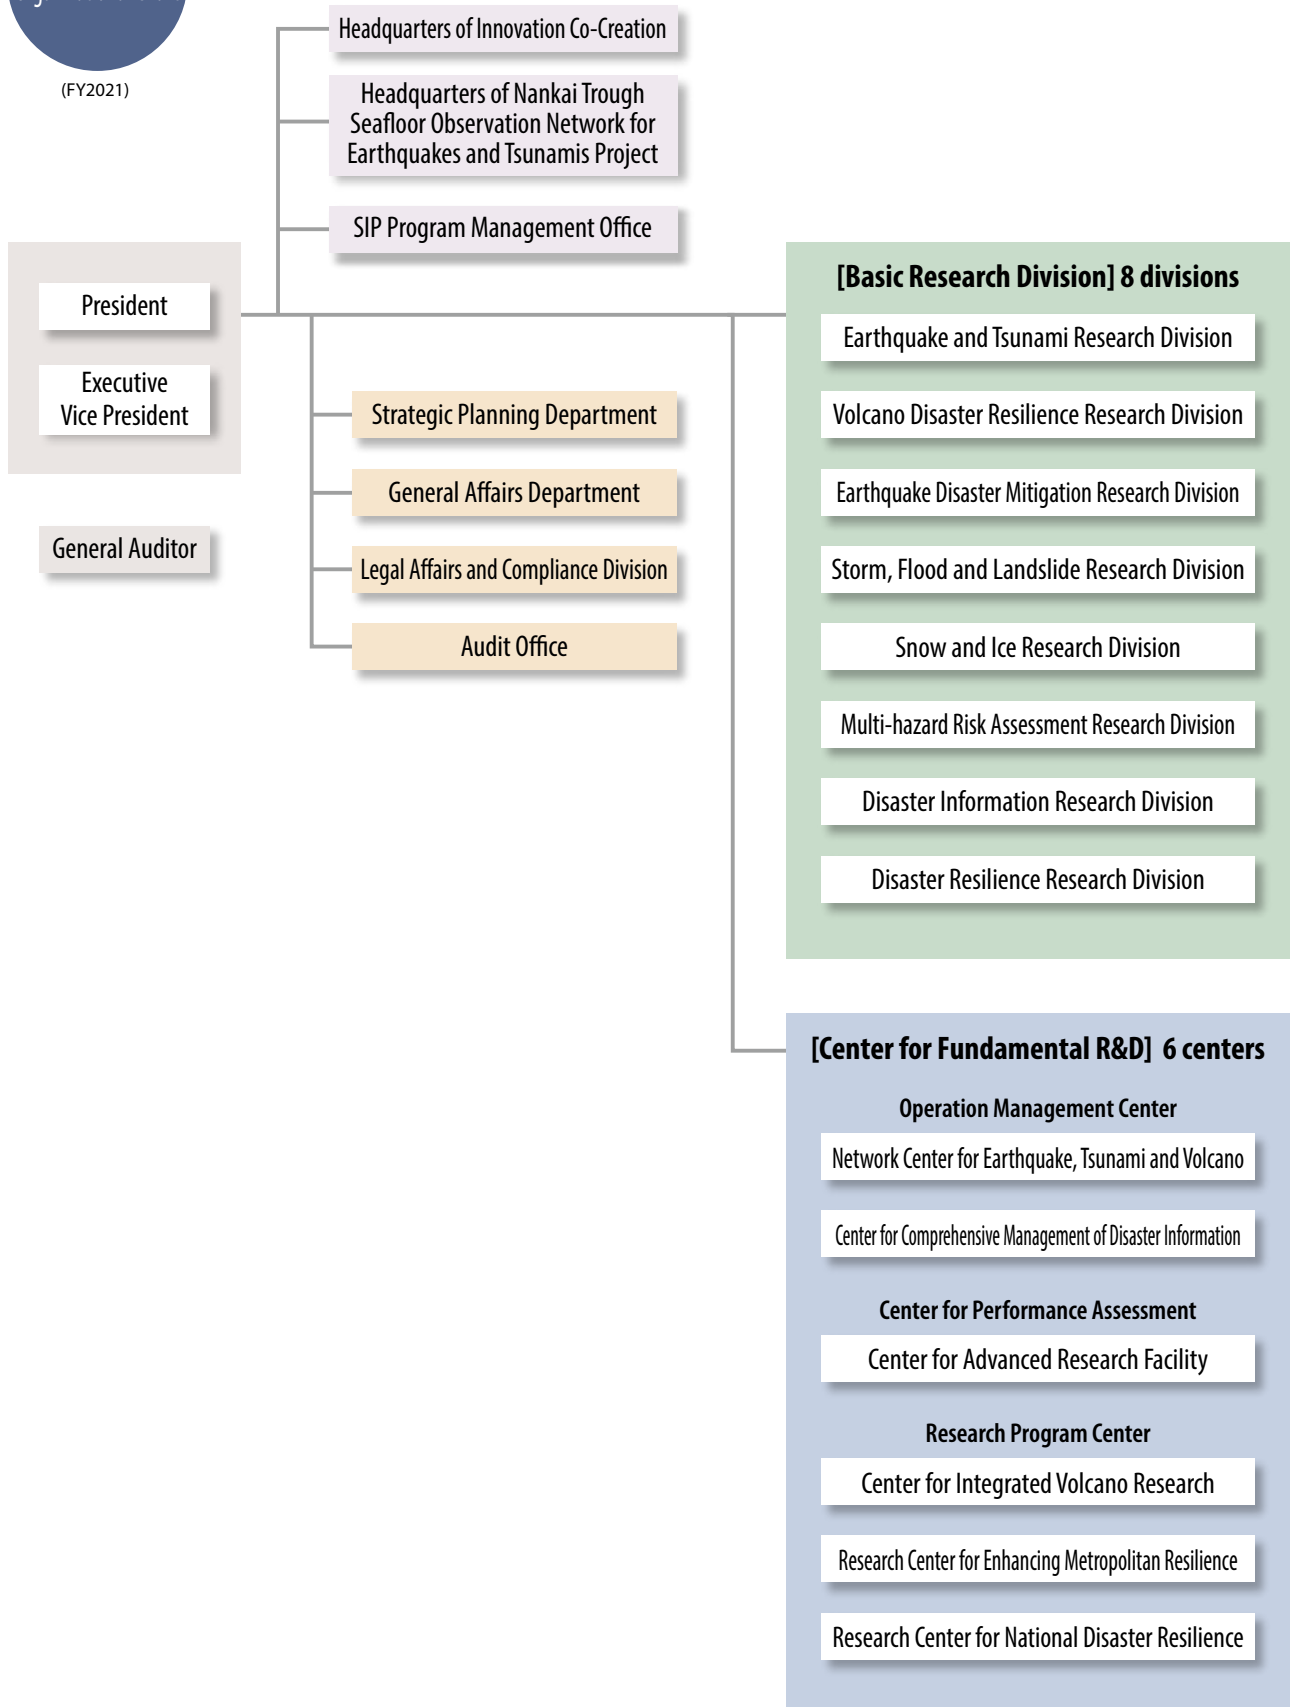 (FY2021)
Headquarters of Innovation Co-Creation
Headquarters of Nankai Trough
Seafloor Observation Network for
Earthquakes and Tsunamis Project
SIP Program Management Office
President
Executive
Vice President
General Auditor
Strategic Planning Department
General Affairs Department
Legal Affairs and Compliance Division
Audit Office
[Basic Research Division] 8 divisions
Earthquake and Tsunami Research Division
Volcano Disaster Resilience Research Division
Earthquake Disaster Mitigation Research Division
Storm, Flood and Landslide Research Division
Snow and Ice Research Division
Multi-hazard Risk Assessment Research Division
Disaster Information Research Division
Disaster Resilience Research Division
[Center for Fundamental R&D] 6 centers
Operation Management Center
Network Center for Earthquake, Tsunami and Volcano
Center for Comprehensive Management of Disaster Information
Center for Performance Assessment
Center for Advanced Research Facility
Research Program Center
Center for Integrated Volcano Research
Research Center for Enhancing Metropolitan Resilience
Research Center for National Disaster Resilience